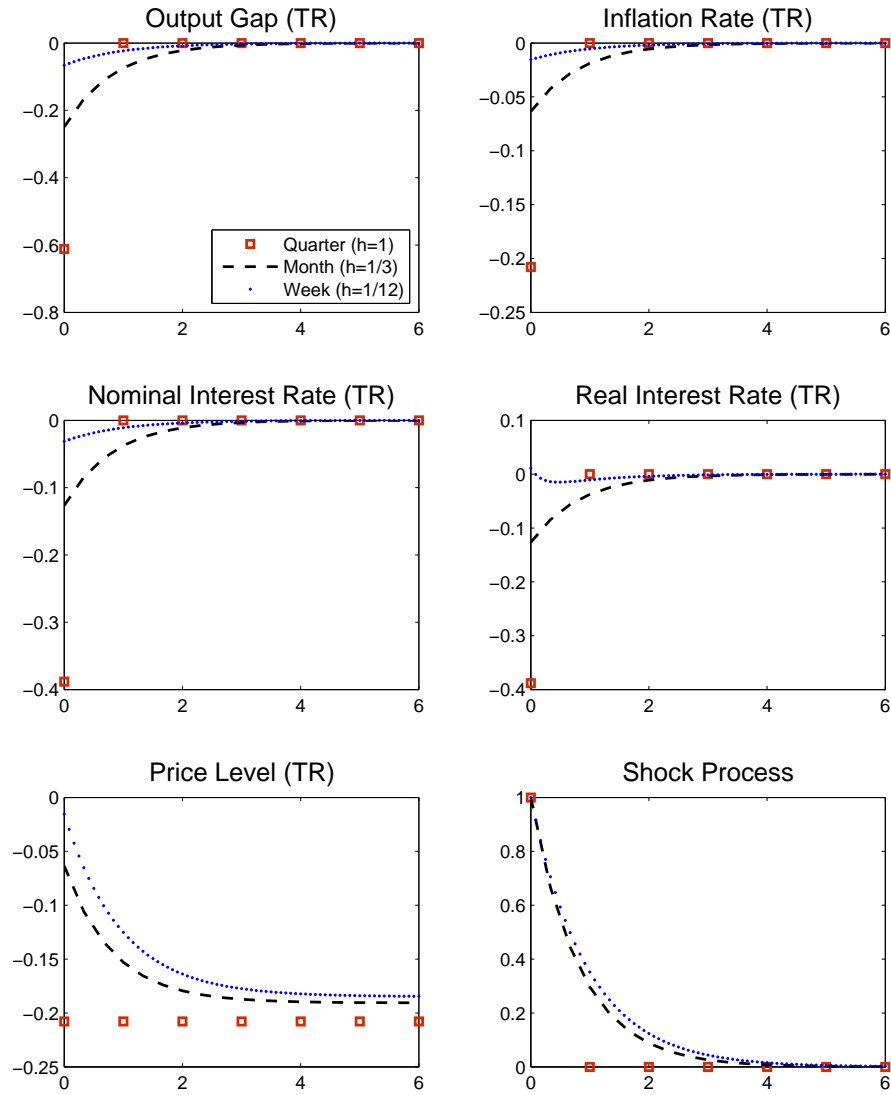 Output Gap (TR)
0
−0.2
−0.4
−0.6
−0.8
0 2 4 6
Quarter (h=1)
Month (h=1/3)
Week (h=1/12)
Inflation Rate (TR)
0
−0.05
−0.1
−0.15
−0.2
−0.25
0 2 4 6
Nominal Interest Rate (TR)
0
−0.1
−0.2
−0.3
−0.4
0 2 4 6
Real Interest Rate (TR)
0.1
0
−0.1
−0.2
−0.3
−0.4
0 2 4 6
Price Level (TR)
0
−0.05
−0.1
−0.15
−0.2
−0.25
0 2 4 6
Shock Process
1
0.8
0.6
0.4
0.2
0
0 2 4 6